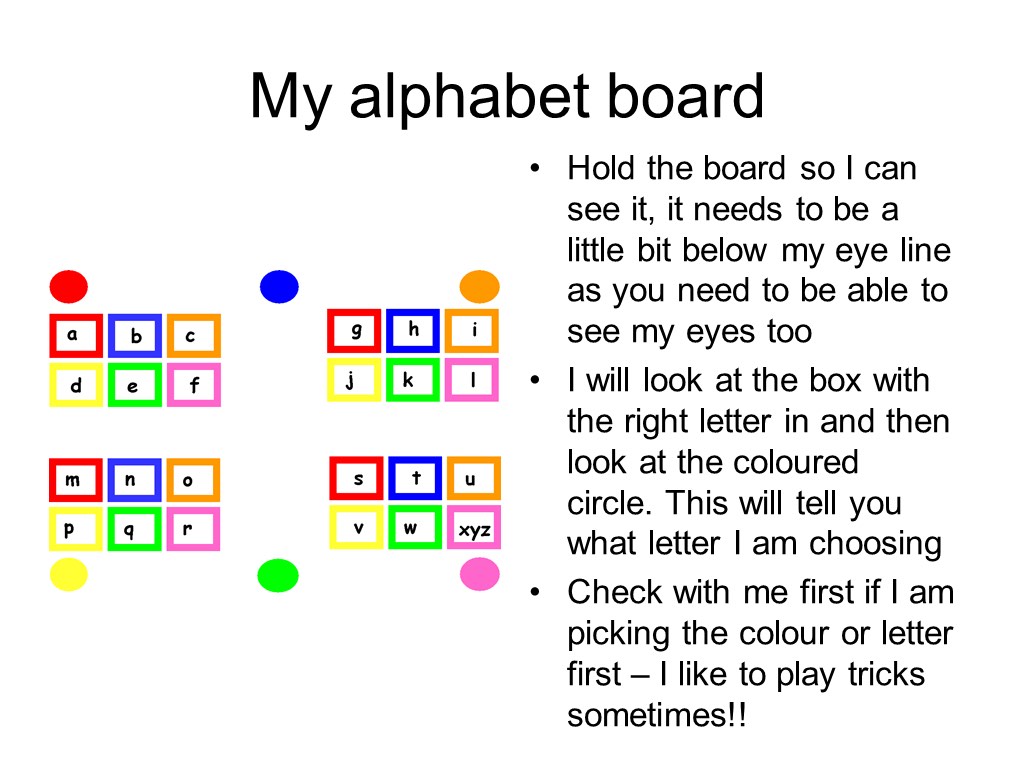 My alphabet board
a b c
d e f
g h i
j k l
m n o
p q r
s t u
v w xyz
• Hold the board so I can
see it, it needs to be a
little bit below my eye line
as you need to be able to
see my eyes too
• I will look at the box with
the right letter in and then
look at the coloured
circle. This will tell you
what letter I am choosing
• Check with me first if I am
picking the colour or letter
first – I like to play tricks
sometimes!!